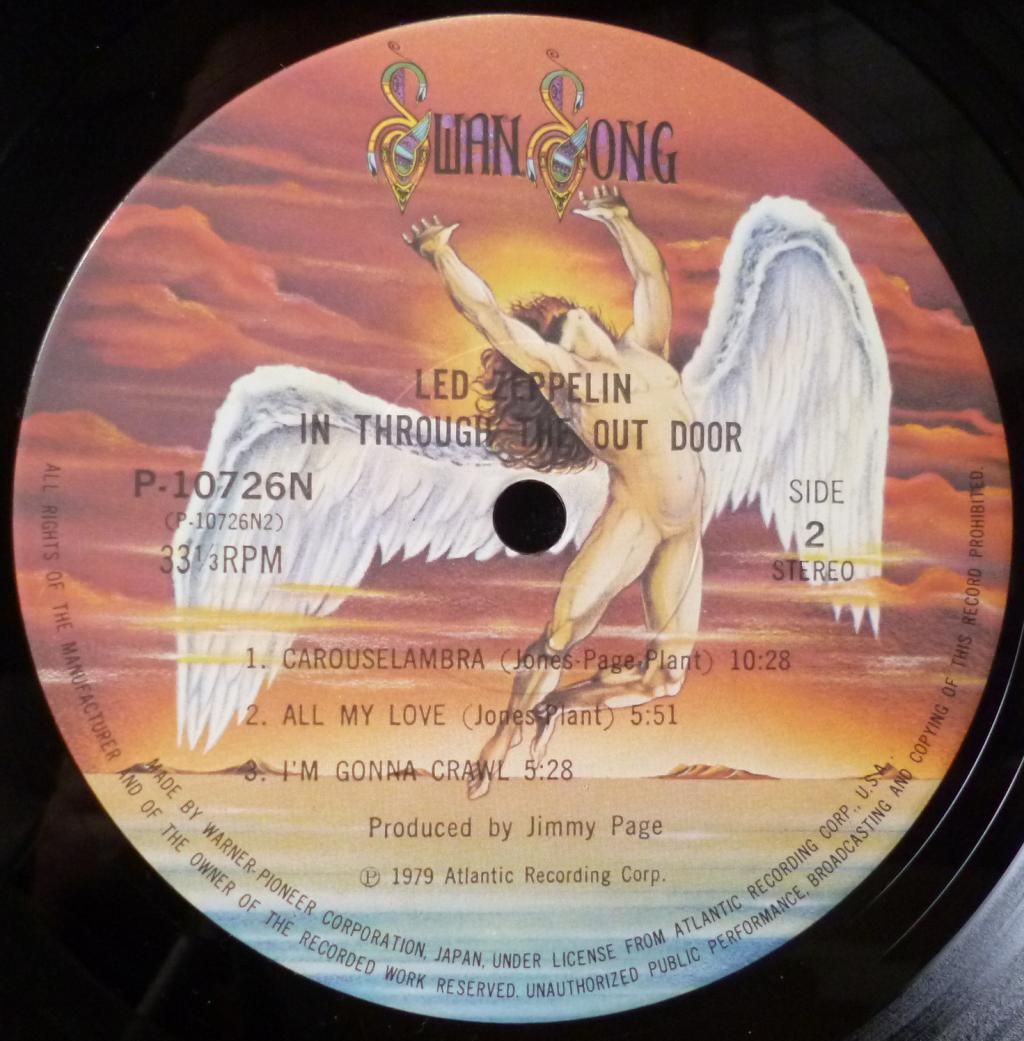 SWAN SONG
LED ZEPPELIN
IN THROUGH THE OUT DOOR
P-10726N
(P-10726N2)
33⅓RPM
SIDE
2
STEREO
1. CAROUSELAMBRA (Jones-Page-Plant) 10:28
2. ALL MY LOVE (Jones-Plant) 5:51
3. I'M GONNA CRAWL 5:28
Produced by Jimmy Page
Ⓟ 1979 Atlantic Recording Corp.
MADE BY WARNER-PIONEER CORPORATION, JAPAN, UNDER LICENSE FROM ATLANTIC RECORDING CORP., U.S.A.
ALL RIGHTS OF THE MANUFACTURER AND OF THE OWNER OF THE RECORDED WORK RESERVED. UNAUTHORIZED PUBLIC PERFORMANCE, BROADCASTING AND COPYING OF THIS RECORD PROHIBITED.